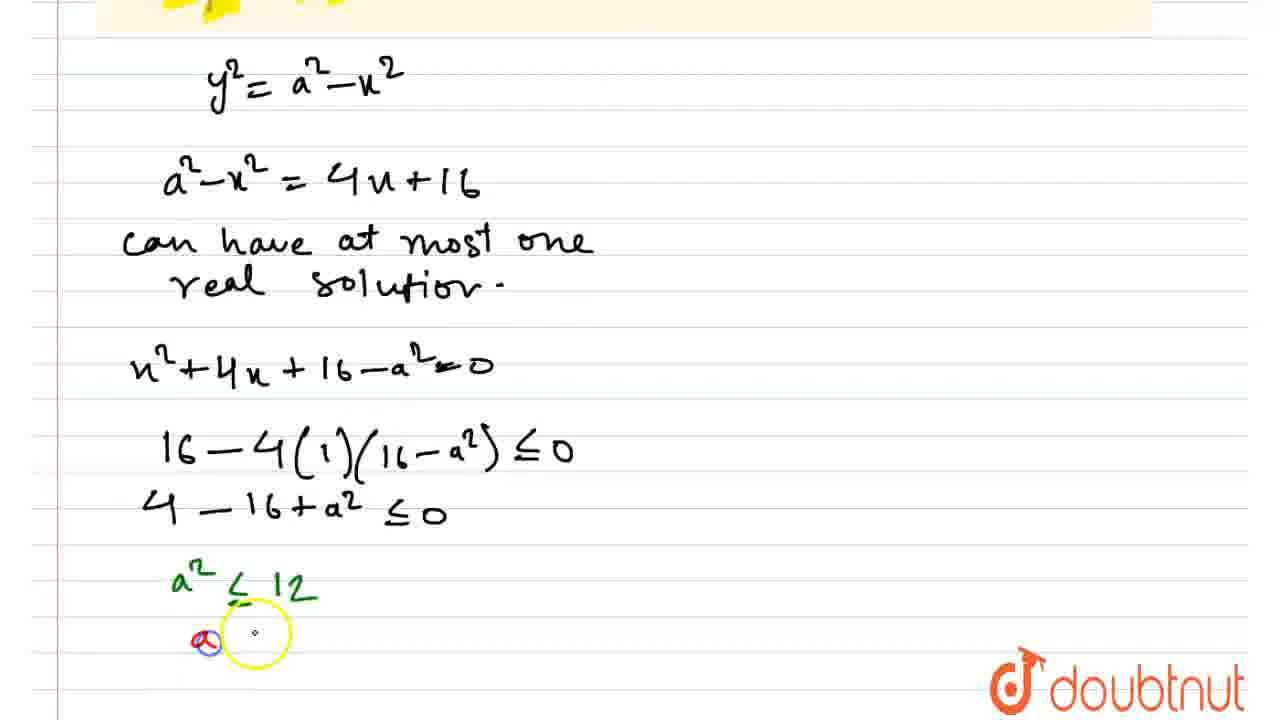 y² = a² - x²
a² - x² = 4x + 16
can have at most one
real solution.
x² + 4x + 16 - a² = 0
16 - 4(1)(16 - a²) ≤ 0
4 - 16 + a² ≤ 0
a² ≤ 12
a
doubtnut